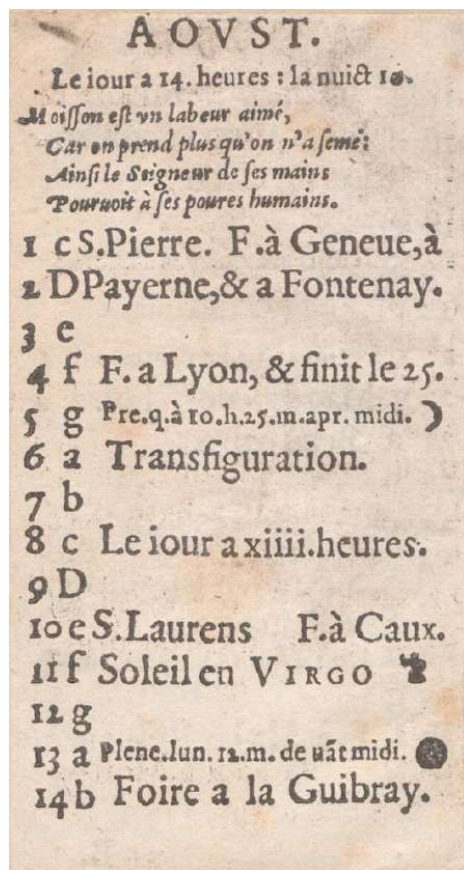 AOVST.
Le iour a 14. heures : la nuict 10.
Moisson est vn labeur aimé,
Car on prend plus qu'on n'a semé:
Ainsi le Seigneur de ses mains
Pouruoit à ses poures humains.
1 c S.Pierre. F.à Geneue,à
2 D Payerne,& a Fontenay.
3 e
4 f F. a Lyon, & finit le 25.
5 g Pre.q.à 10.h.25.m.apr. midi. ☽
6 a Transfiguration.
7 b
8 c Le iour a xiiii.heures.
9 D
10 e S.Laurens F.à Caux.
11 f Soleil en VIRGO
12 g
13 a Plene.lun. 12.m. de uãt midi.
14 b Foire a la Guibray.